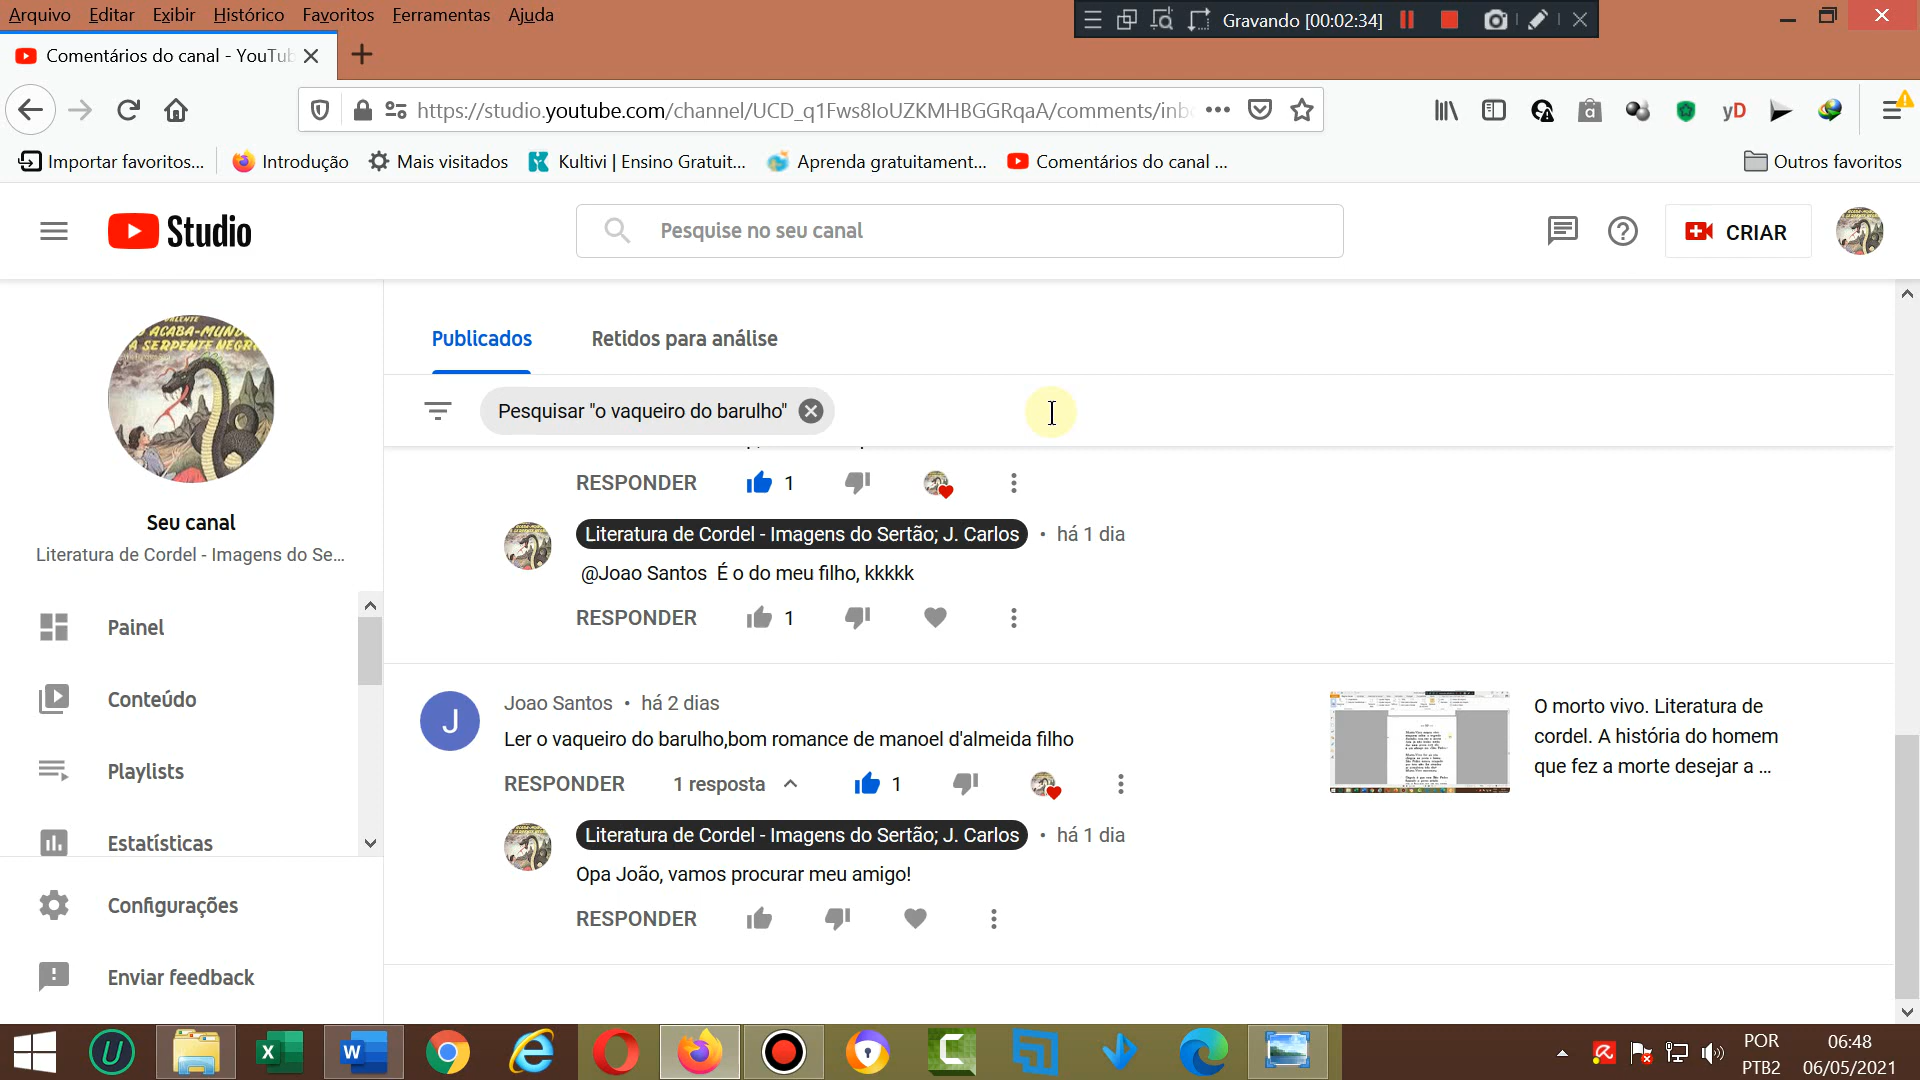 Arquivo Editar Exibir Histórico Favoritos Ferramentas Ajuda
Gravando [00:02:34]
Comentários do canal - YouTub
https://studio.youtube.com/channel/UCD_q1Fws8IoUZKMHBGGRqaA/comments/inb
Importar favoritos... Introdução Mais visitados Kultivi | Ensino Gratuit... Aprenda gratuitament... Comentários do canal ... Outros favoritos
Studio
Pesquise no seu canal
CRIAR
VALENTE
O ACABA-MUND
A SERPENTE NEGRA
Seu canal
Literatura de Cordel - Imagens do Se...
Painel
Conteúdo
Playlists
Estatísticas
Configurações
Enviar feedback
Publicados Retidos para análise
Pesquisar "o vaqueiro do barulho"
RESPONDER 1
Literatura de Cordel - Imagens do Sertão; J. Carlos • há 1 dia
@Joao Santos É o do meu filho, kkkkk
RESPONDER 1
J
Joao Santos • há 2 dias
Ler o vaqueiro do barulho,bom romance de manoel d'almeida filho
RESPONDER 1 resposta 1
O morto vivo. Literatura de
cordel. A história do homem
que fez a morte desejar a ...
Literatura de Cordel - Imagens do Sertão; J. Carlos • há 1 dia
Opa João, vamos procurar meu amigo!
RESPONDER
POR
PTB2
06:48
06/05/2021